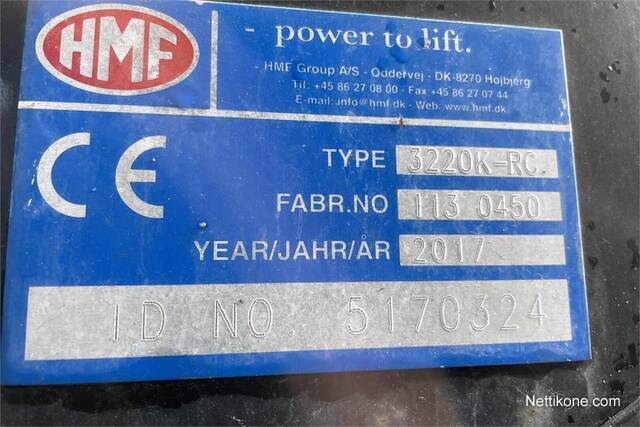 HMF
- power to lift.
HMF Group A/S - Oddervej - DK-8270 Hojbjerg
Tlf: +45 86 27 08 00 - Fax +45 86 27 07 44
E-mail: info@hmf.dk - Web: www.hmf.dk
CE
TYPE 3220K-RC.
FABR.NO 113 0450
YEAR/JAHR/ÅR 2017
ID NO. 5170324
Nettikone.com